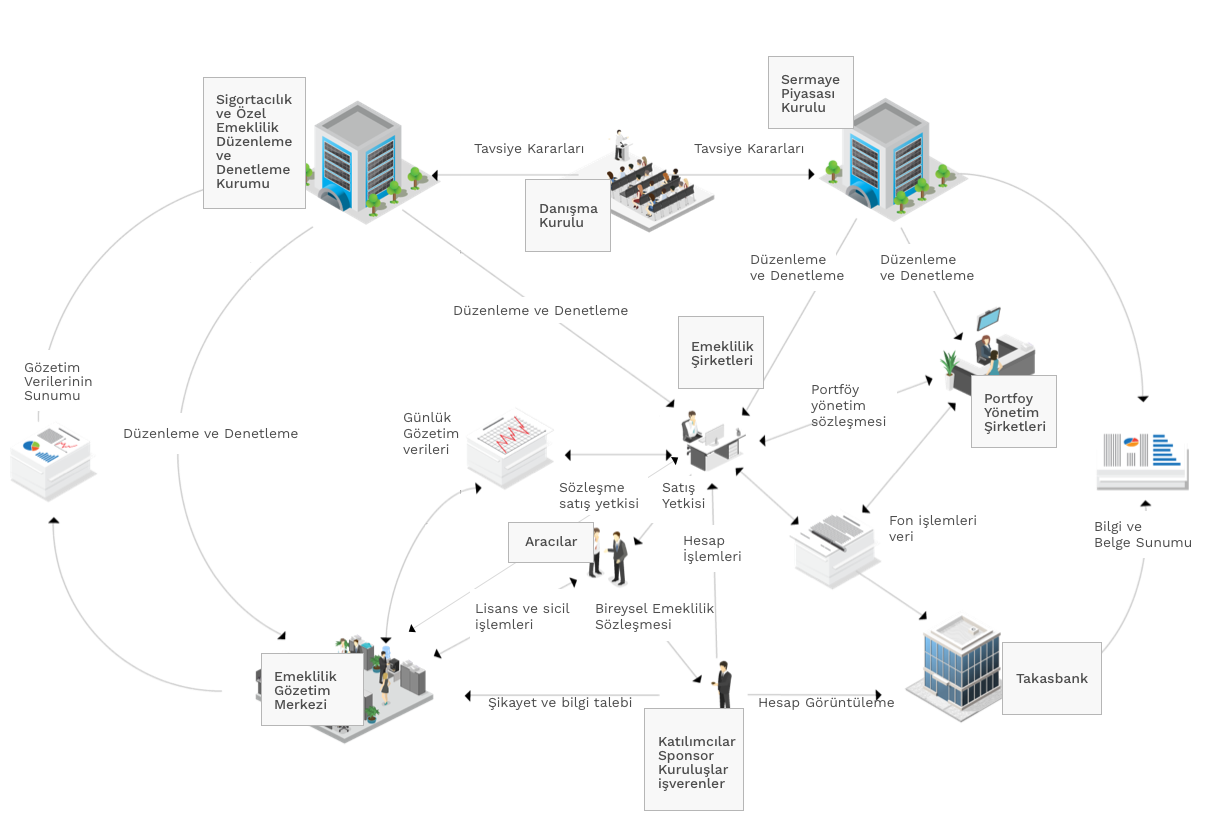 Sermaye
Piyasası
Kurulu
Sigortacılık
ve Özel
Emeklilik
Düzenleme
ve
Denetleme
Kurumu
Tavsiye Kararları
Tavsiye Kararları
Danışma
Kurulu
Düzenleme
ve Denetleme
Düzenleme
ve Denetleme
Düzenleme ve Denetleme
Emeklilik
Şirketleri
Gözetim
Verilerinin
Sunumu
Portföy
yönetim
sözleşmesi
Portfoy
Yönetim
Şirketleri
Günlük
Gözetim
verileri
Düzenleme ve Denetleme
Sözleşme
satış yetkisi
Satış
Yetkisi
Fon işlemleri
veri
Bilgi ve
Belge Sunumu
Aracılar
Hesap
İşlemleri
Lisans ve sicil
işlemleri
Bireysel Emeklilik
Sözleşmesi
Emeklilik
Gözetim
Merkezi
Takasbank
Şikayet ve bilgi talebi
Hesap Görüntüleme
Katılımcılar
Sponsor
Kuruluşlar
işverenler